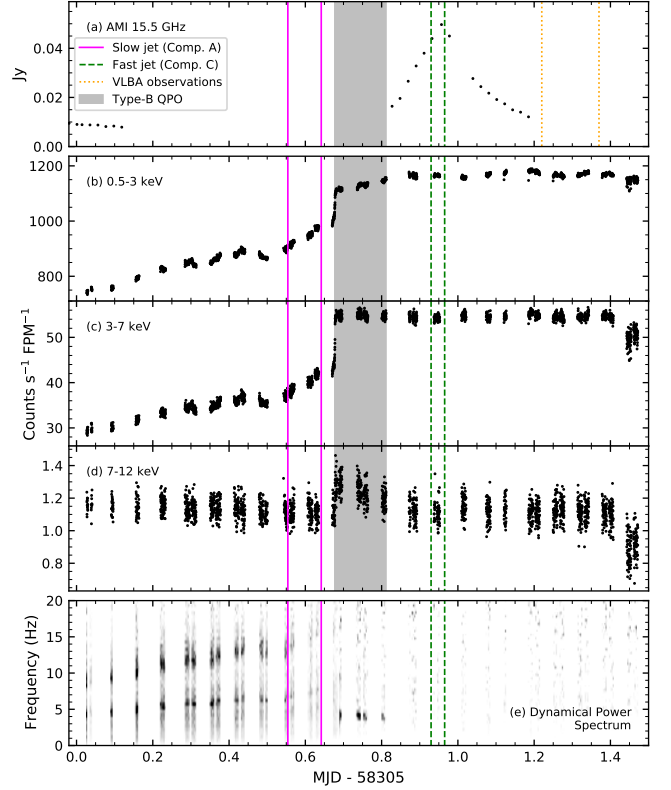 (a) AMI 15.5 GHz
Slow jet (Comp. A)
Fast jet (Comp. C)
VLBA observations
Type-B QPO
Jy
0.04
0.02
0.00
(b) 0.5-3 keV
1200
1000
800
(c) 3-7 keV
50
40
30
Counts s⁻¹ FPM⁻¹
(d) 7-12 keV
1.4
1.2
1.0
0.8
20
15
10
5
0
Frequency (Hz)
(e) Dynamical Power
Spectrum
0.0 0.2 0.4 0.6 0.8 1.0 1.2 1.4
MJD - 58305